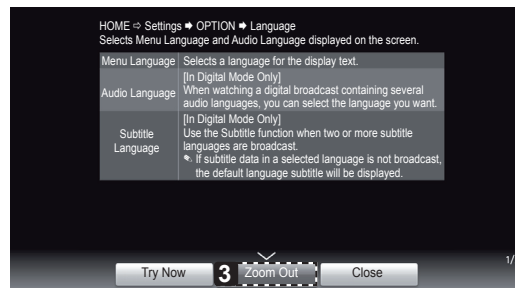 HOME ⇨ Settings ➡ OPTION ➡ Language
Selects Menu Language and Audio Language displayed on the screen.
Menu Language Selects a language for the display text.
[In Digital Mode Only]
Audio Language When watching a digital broadcast containing several
audio languages, you can select the language you want.
[In Digital Mode Only]
Subtitle Language Use the Subtitle function when two or more subtitle
languages are broadcast.
✎ If subtitle data in a selected language is not broadcast,
the default language subtitle will be displayed.
1/
Try Now 3 Zoom Out Close